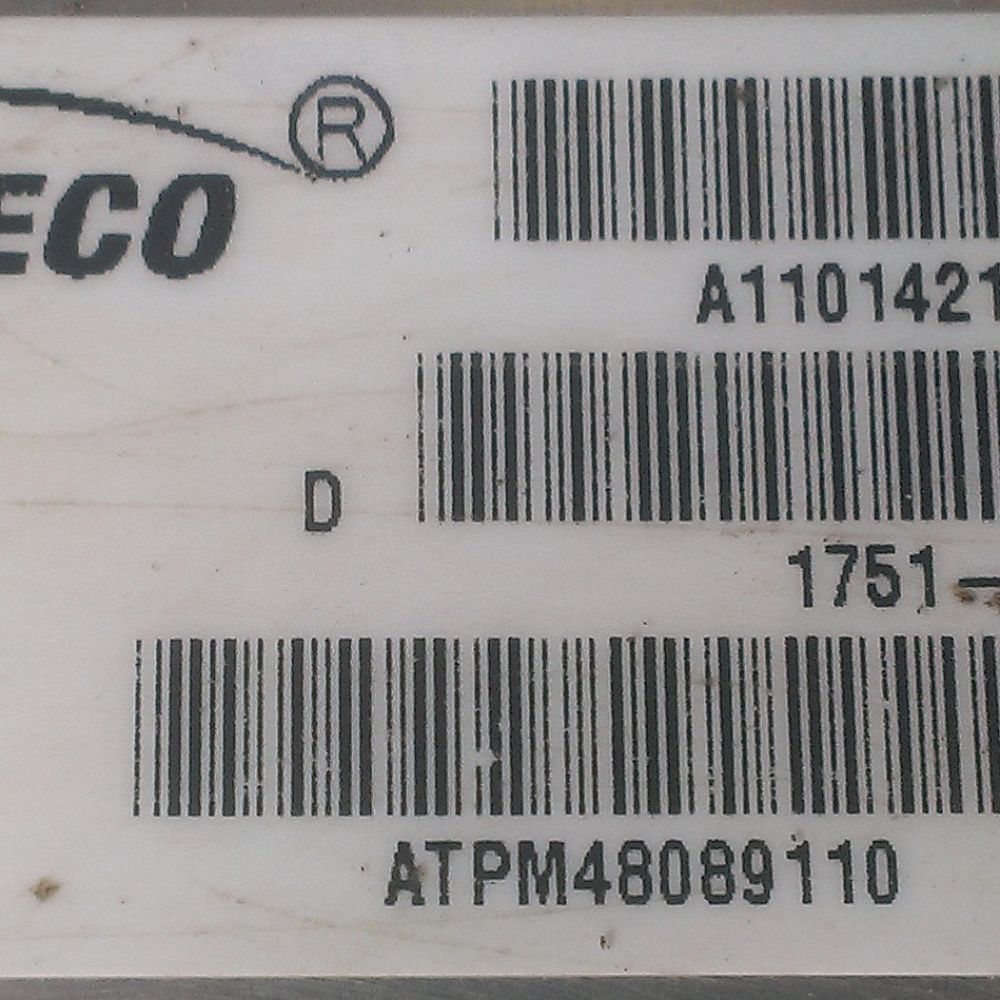 ECO ®
A1101421
D
1751-
ATPM48089110